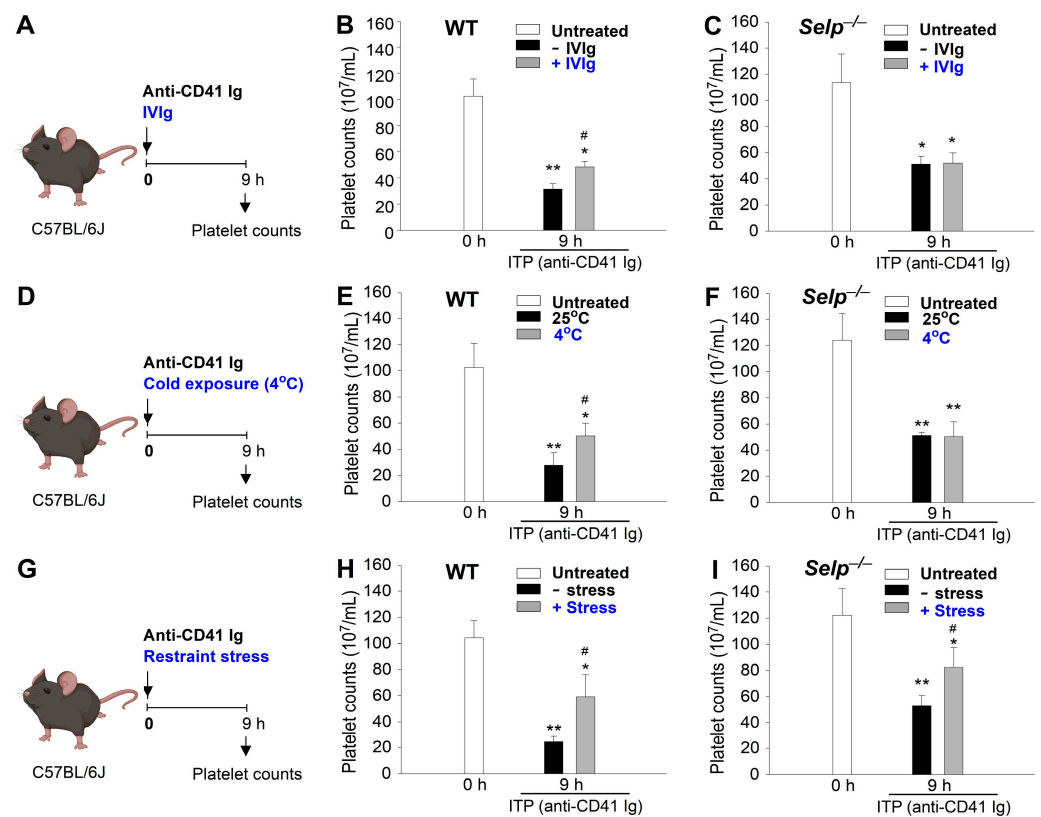 A
Anti-CD41 Ig
IVIg
0
9 h
C57BL/6J
Platelet counts
B
WT
Untreated
– IVIg
+ IVIg
Platelet counts (10⁷/mL)
160
140
120
100
80
60
40
20
0
**
#
*
0 h
9 h
ITP (anti-CD41 Ig)
C
Selp–/–
Untreated
– IVIg
+ IVIg
Platelet counts (10⁷/mL)
160
140
120
100
80
60
40
20
0
*
*
0 h
9 h
ITP (anti-CD41 Ig)
D
Anti-CD41 Ig
Cold exposure (4°C)
0
9 h
C57BL/6J
Platelet counts
E
WT
Untreated
25°C
4°C
Platelet counts (10⁷/mL)
160
140
120
100
80
60
40
20
0
**
#
*
0 h
9 h
ITP (anti-CD41 Ig)
F
Selp–/–
Untreated
25°C
4°C
Platelet counts (10⁷/mL)
160
140
120
100
80
60
40
20
0
**
**
0 h
9 h
ITP (anti-CD41 Ig)
G
Anti-CD41 Ig
Restraint stress
0
9 h
C57BL/6J
Platelet counts
H
WT
Untreated
– stress
+ Stress
Platelet counts (10⁷/mL)
160
140
120
100
80
60
40
20
0
**
#
*
0 h
9 h
ITP (anti-CD41 Ig)
I
Selp–/–
Untreated
– stress
+ Stress
Platelet counts (10⁷/mL)
160
140
120
100
80
60
40
20
0
**
#
*
0 h
9 h
ITP (anti-CD41 Ig)